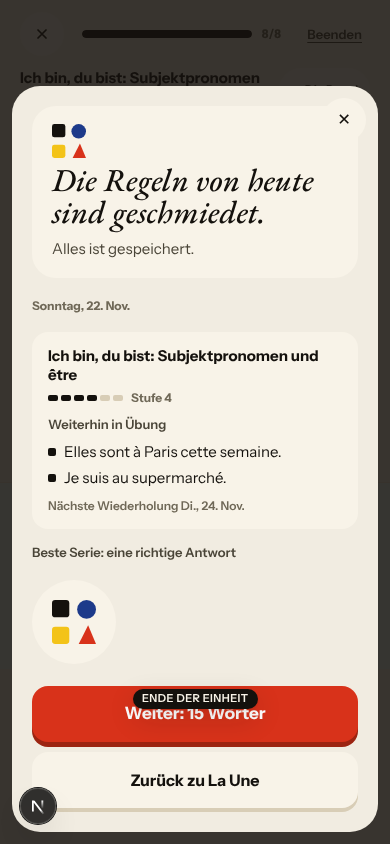 8/8
Beenden
Ich bin, du bist: Subjektpronomen
Die Regeln von heute
sind geschmiedet.
Alles ist gespeichert.
Sonntag, 22. Nov.
Ich bin, du bist: Subjektpronomen und
être
Stufe 4
Weiterhin in Übung
Elles sont à Paris cette semaine.
Je suis au supermarché.
Nächste Wiederholung Di., 24. Nov.
Beste Serie: eine richtige Antwort
ENDE DER EINHEIT
Weiter: 15 Wörter
Zurück zu La Une
N